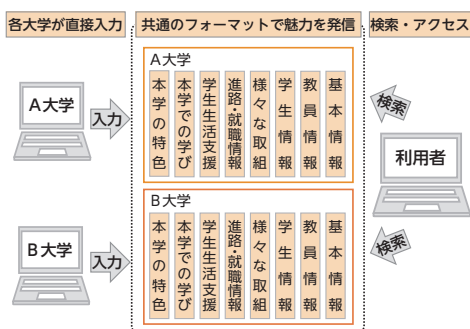 各大学が直接入力
共通のフォーマットで魅力を発信
検索・アクセス
A大学
入力
A大学
本学の特色
本学での学び
学生生活支援
進路・就職情報
様々な取組
学生情報
教員情報
基本情報
検索
利用者
B大学
入力
B大学
本学の特色
本学での学び
学生生活支援
進路・就職情報
様々な取組
学生情報
教員情報
基本情報
検索